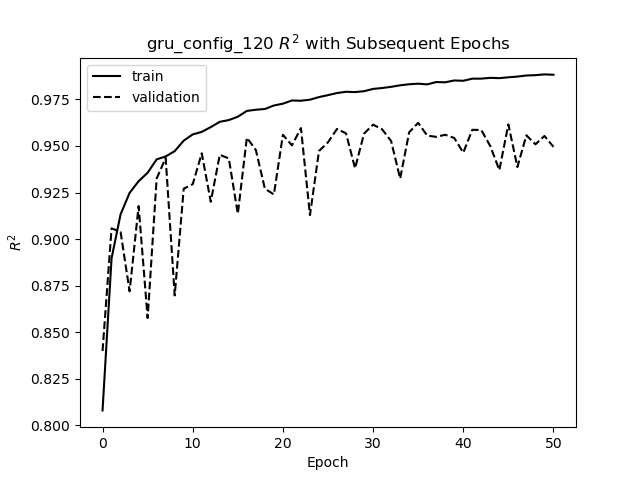 gru_config_120 R² with Subsequent Epochs
train
validation
0.975
0.950
0.925
0.900
0.875
0.850
0.825
0.800
R²
0 10 20 30 40 50
Epoch